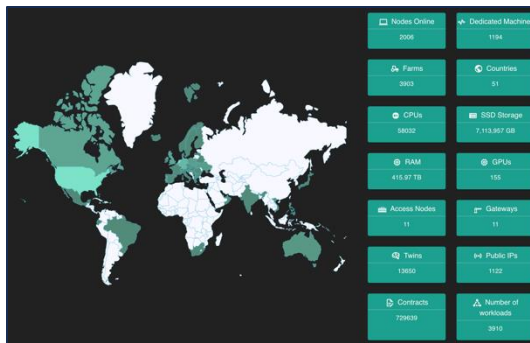 Nodes Online
2006
Dedicated Machine
1194
Farms
3903
Countries
51
CPUs
58032
SSD Storage
7,113,957 GB
RAM
415.97 TB
GPUs
155
Access Nodes
11
Gateways
11
Twins
13650
Public IPs
1122
Contracts
729639
Number of
workloads
3910